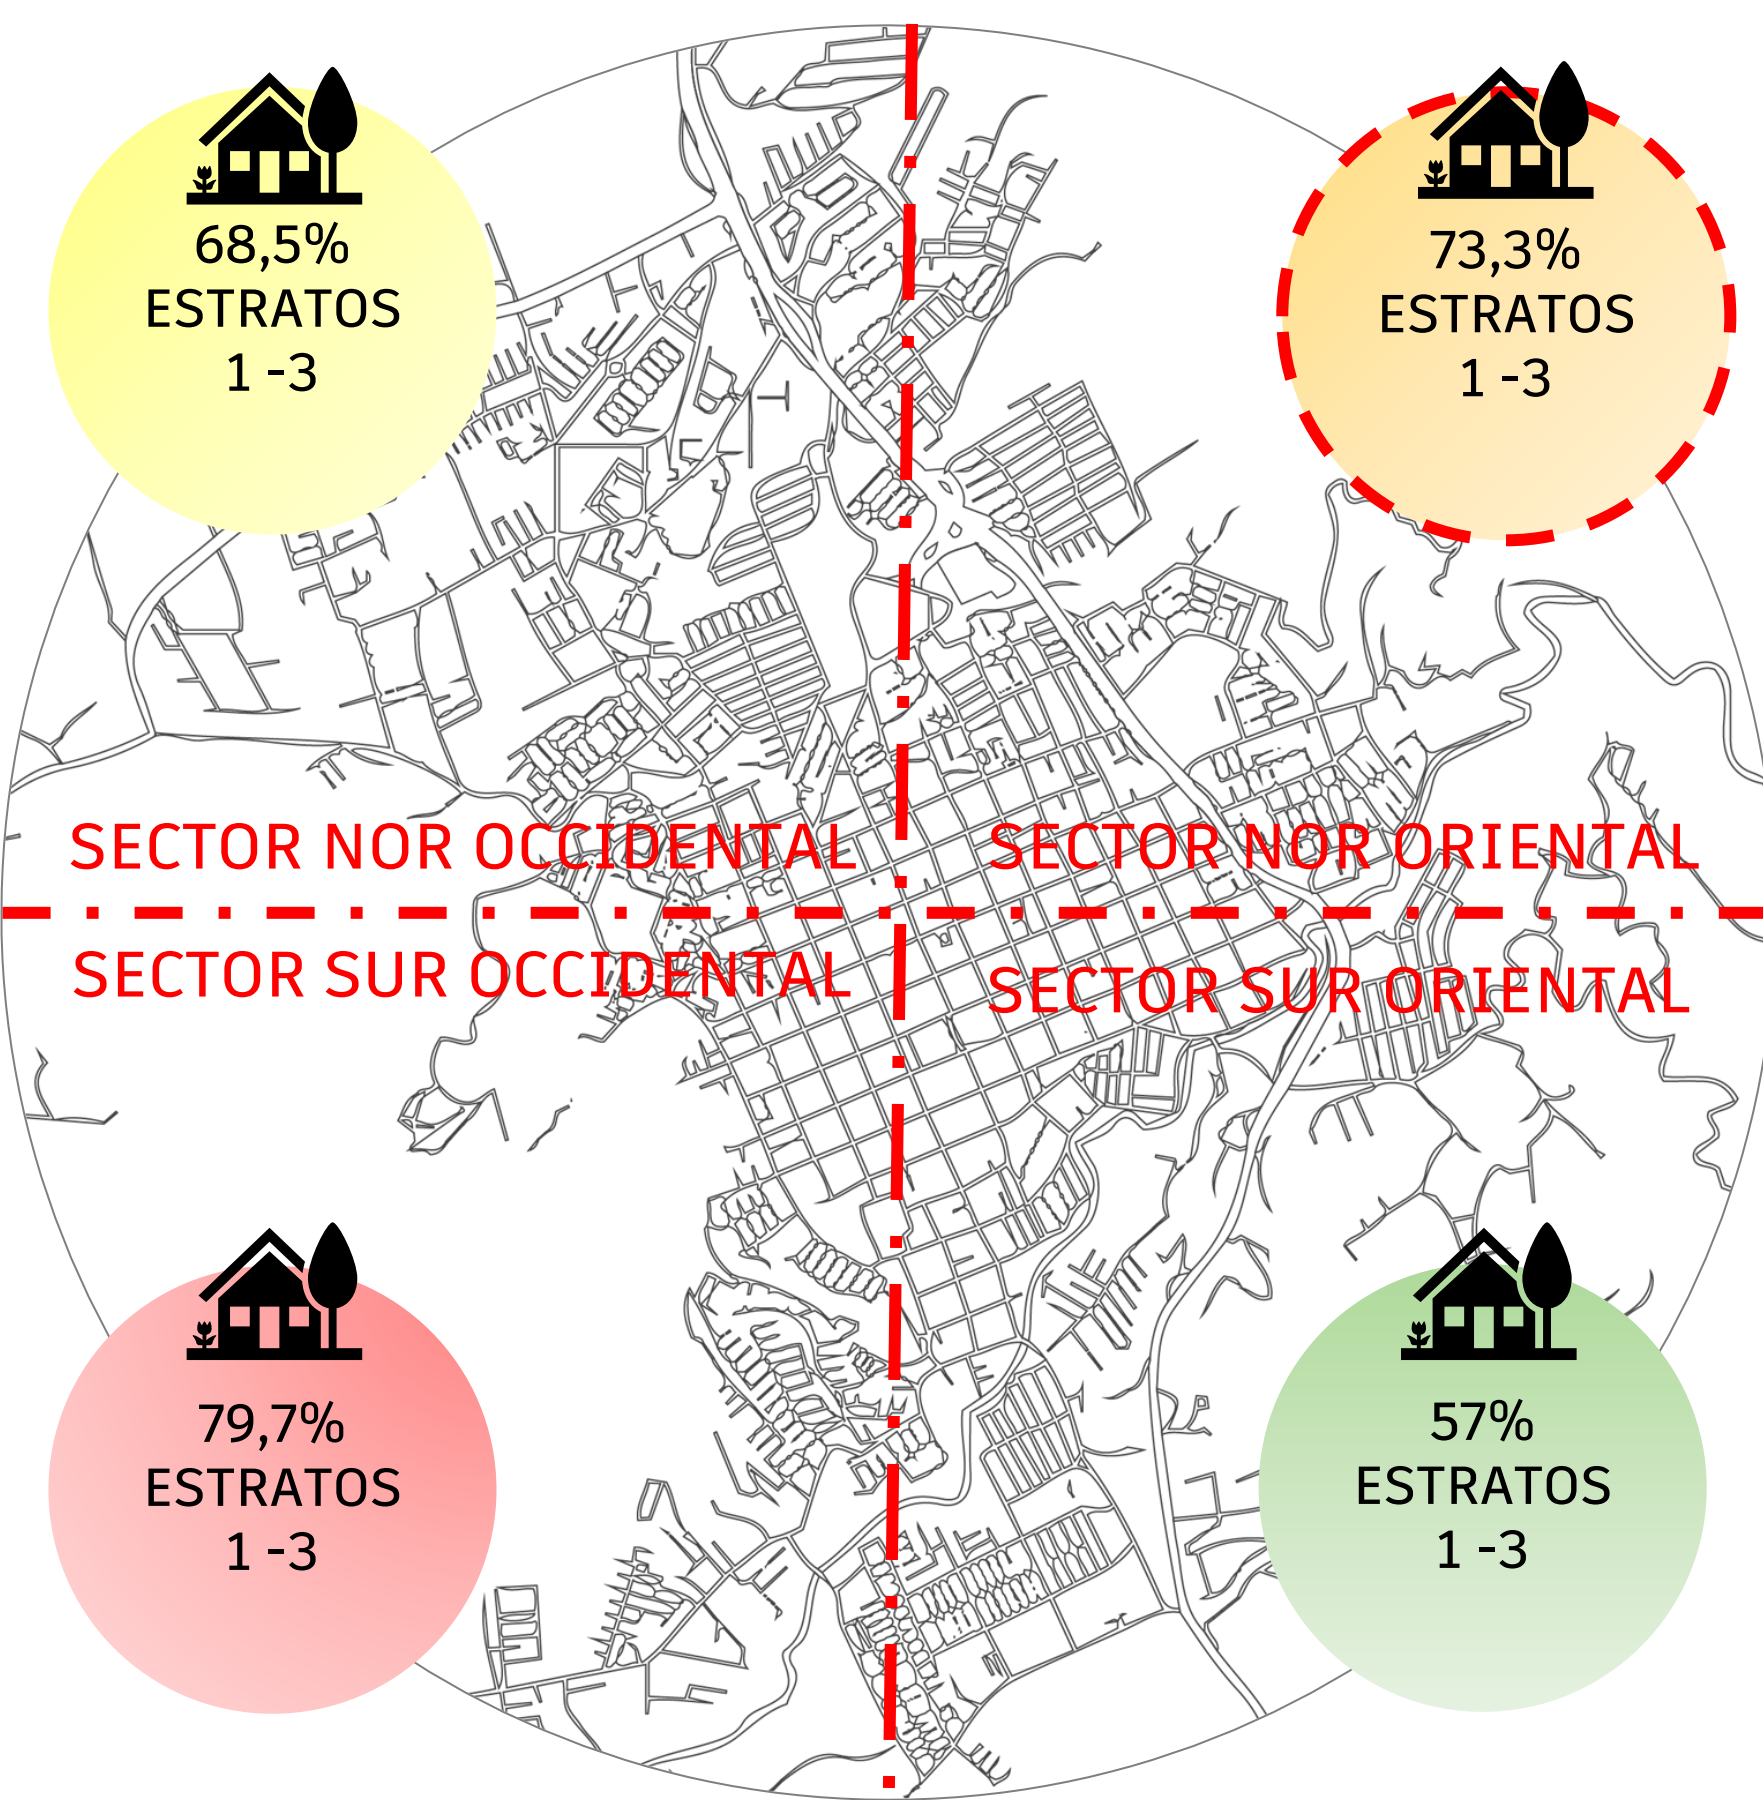 68,5%
ESTRATOS
1 -3
73,3%
ESTRATOS
1 -3
SECTOR NOR OCCIDENTAL
SECTOR NOR ORIENTAL
SECTOR SUR OCCIDENTAL
SECTOR SUR ORIENTAL
79,7%
ESTRATOS
1 -3
57%
ESTRATOS
1 -3